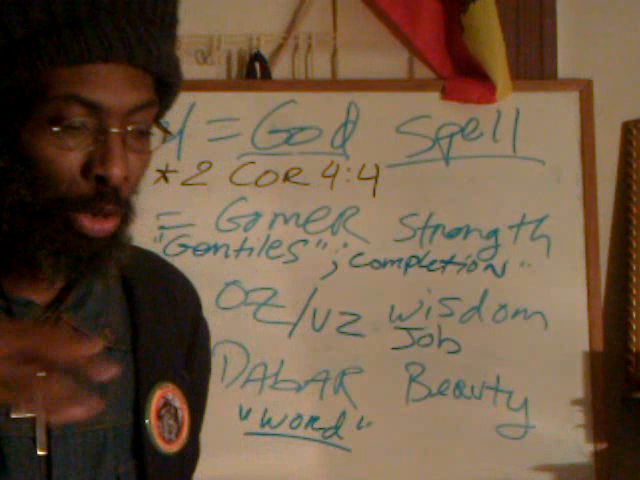 = God Spell
*2 COR 4:4
= GomeR Strength
"Gentiles"; completion"
OZ/UZ wisdom
Job
DAbAR Beauty
"WORD"